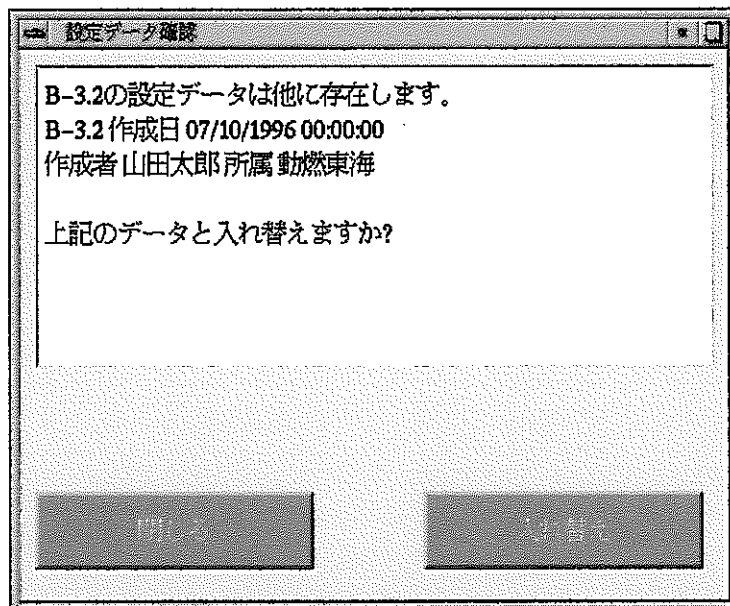 設定データ確認
B-3.2の設定データは他に存在します。
B-3.2 作成日 07/10/1996 00:00:00
作成者 山田太郎 所属 動燃東海
上記のデータと入れ替えますか?